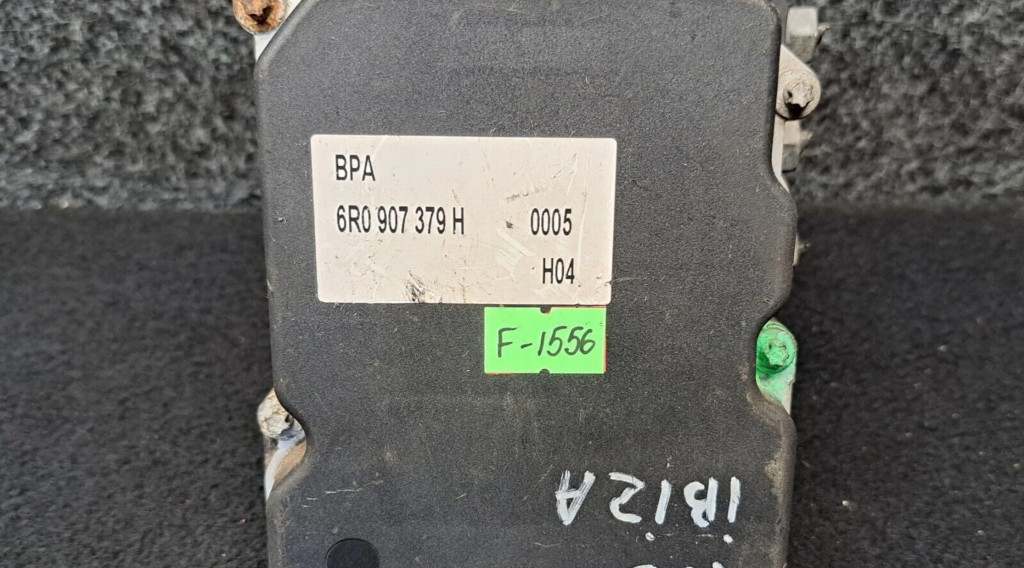 BPA
6R0 907 379 H 0005
H04
F-1556
iBIZA